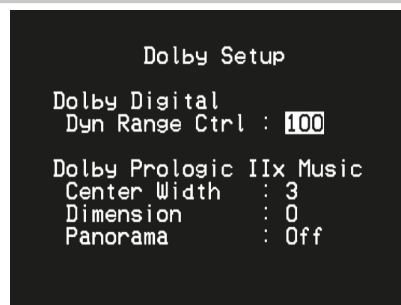 Dolby Setup
Dolby Digital
Dyn Range Ctrl : 100
Dolby Prologic IIx Music
Center Width : 3
Dimension : 0
Panorama : Off